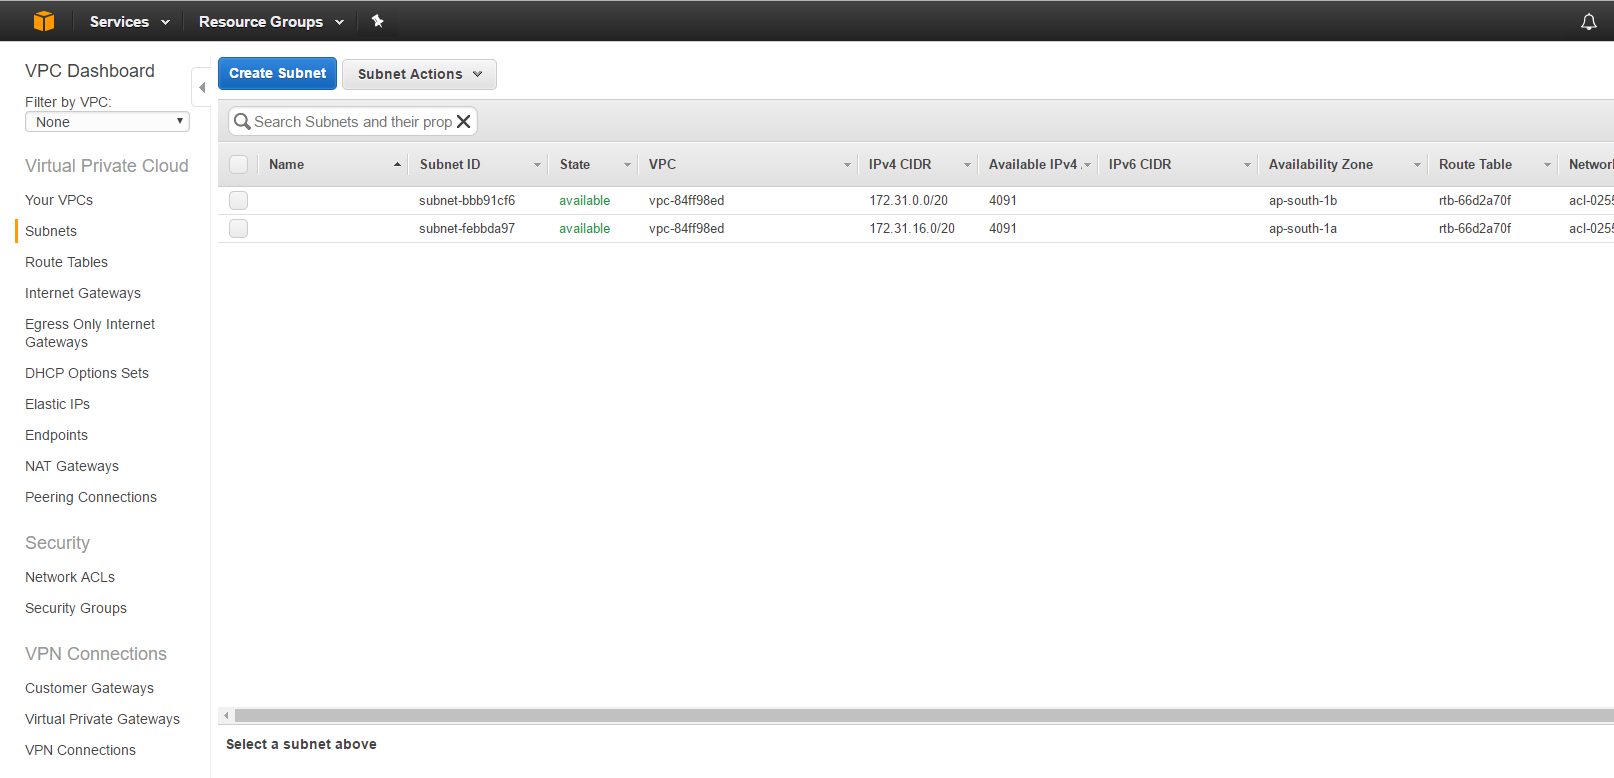 Services
Resource Groups
VPC Dashboard
Filter by VPC:
None
Virtual Private Cloud
Your VPCs
Subnets
Route Tables
Internet Gateways
Egress Only Internet
Gateways
DHCP Options Sets
Elastic IPs
Endpoints
NAT Gateways
Peering Connections
Security
Network ACLs
Security Groups
VPN Connections
Customer Gateways
Virtual Private Gateways
VPN Connections
Create Subnet
Subnet Actions
Search Subnets and their prop
Name Subnet ID State VPC IPv4 CIDR Available IPv4 IPv6 CIDR Availability Zone Route Table Network
subnet-bbb91cf6 available vpc-84ff98ed 172.31.0.0/20 4091 ap-south-1b rtb-66d2a70f acl-0255
subnet-febbda97 available vpc-84ff98ed 172.31.16.0/20 4091 ap-south-1a rtb-66d2a70f acl-0255
Select a subnet above